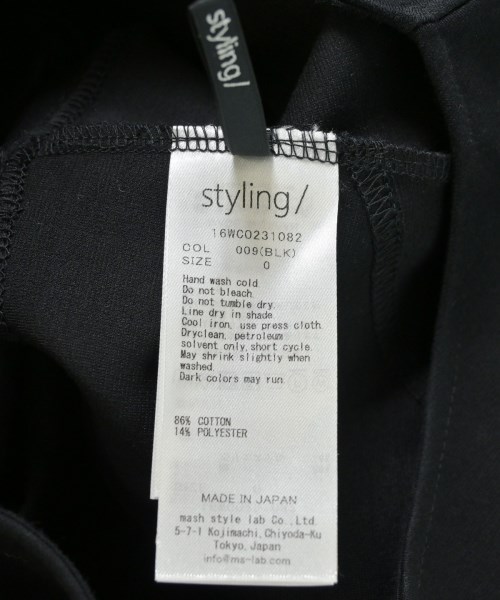 styling/
styling/
16WCO231082
COL 009(BLK)
SIZE 0
Hand wash cold
Do not bleach.
Do not tumble dry.
Line dry in shade.
Cool iron, use press cloth.
Dryclean, petroleum
solvent only, short cycle.
May shrink slightly when
washed.
Dark colors may run.
86% COTTON
14% POLYESTER
MADE IN JAPAN
mash style lab Co.,Ltd.
5-7-1 Kojimachi,Chiyoda-Ku
Tokyo,Japan
info@ms-lab.com